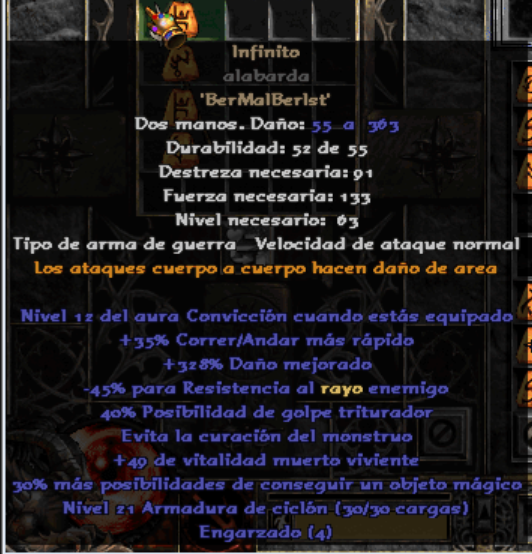 Infinito
alabarda
'BerMalBerIst'
Dos manos. Daño: 55 a 363
Durabilidad: 52 de 55
Destreza necesaria: 91
Fuerza necesaria: 133
Nivel necesario: 63
Tipo de arma de guerra Velocidad de ataque normal
Los ataques cuerpo a cuerpo hacen daño de area
Nivel 12 del aura Convicción cuando estás equipado
+35% Correr/Andar más rápido
+328% Daño mejorado
-45% para Resistencia al rayo enemigo
40% Posibilidad de golpe triturador
Evita la curación del monstruo
+49 de vitalidad muerto viviente
30% más posibilidades de conseguir un objeto mágico
Nivel 21 Armadura de ciclón (30/30 cargas)
Engarzado (4)